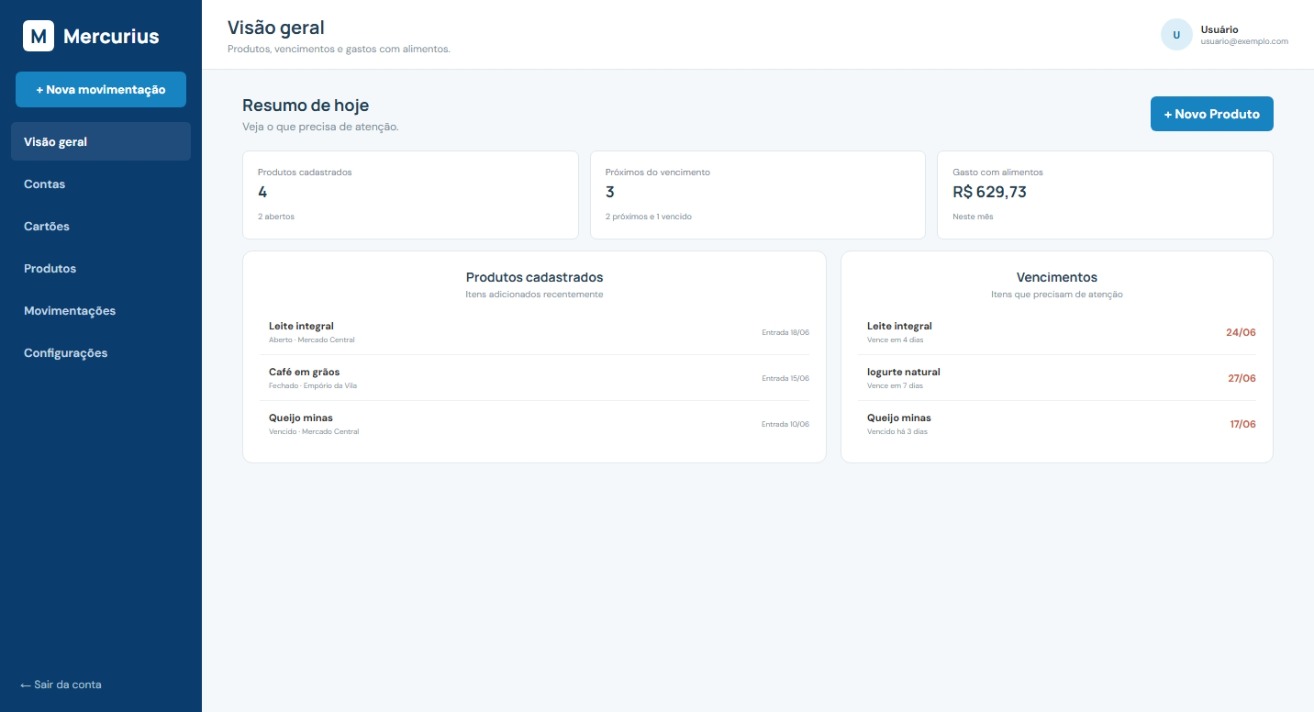 M Mercurius
+ Nova movimentação
Visão geral
Contas
Cartões
Produtos
Movimentações
Configurações
← Sair da conta
Visão geral
Produtos, vencimentos e gastos com alimentos.
U
Usuário
usuario@exemplo.com
Resumo de hoje
Veja o que precisa de atenção.
+ Novo Produto
Produtos cadastrados
4
2 abertos
Próximos do vencimento
3
2 próximos e 1 vencido
Gasto com alimentos
R$ 629,73
Neste mês
Produtos cadastrados
Itens adicionados recentemente
Leite integral
Aberto · Mercado Central
Entrada 18/06
Café em grãos
Fechado · Empório da Vila
Entrada 15/06
Queijo minas
Vencido · Mercado Central
Entrada 10/06
Vencimentos
Itens que precisam de atenção
Leite integral
Vence em 4 dias
24/06
Iogurte natural
Vence em 7 dias
27/06
Queijo minas
Vencido há 3 dias
17/06